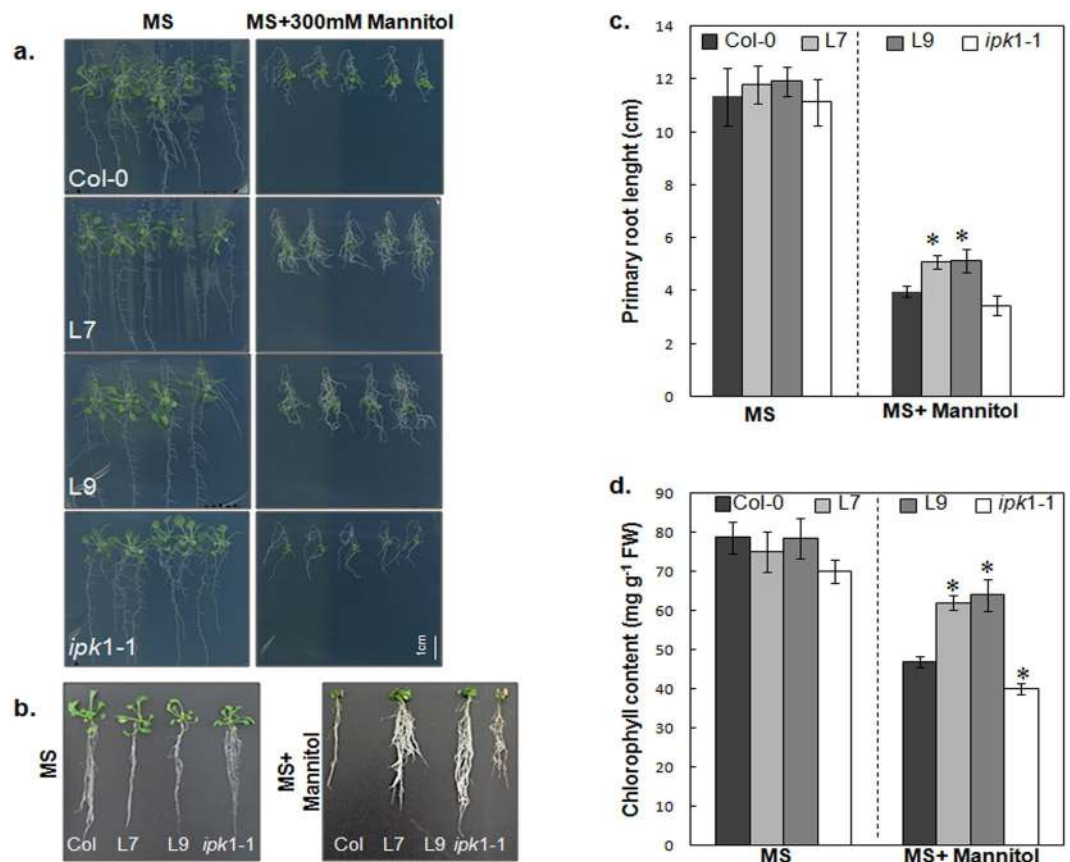 MS MS+300mM Mannitol
a.
Col-0
L7
L9
ipk1-1
1cm
b.
MS
Col L7 L9 ipk1-1
MS+
Mannitol
Col L7 L9 ipk1-1
c.
Col-0 L7 L9 ipk1-1
Primary root lenght (cm)
14
12
10
8
6
4
2
0
* *
MS MS+ Mannitol
d.
Col-0 L7 L9 ipk1-1
Chlorophyll content (mg g-1 FW)
90
80
70
60
50
40
30
20
10
0
* * *
MS MS+ Mannitol